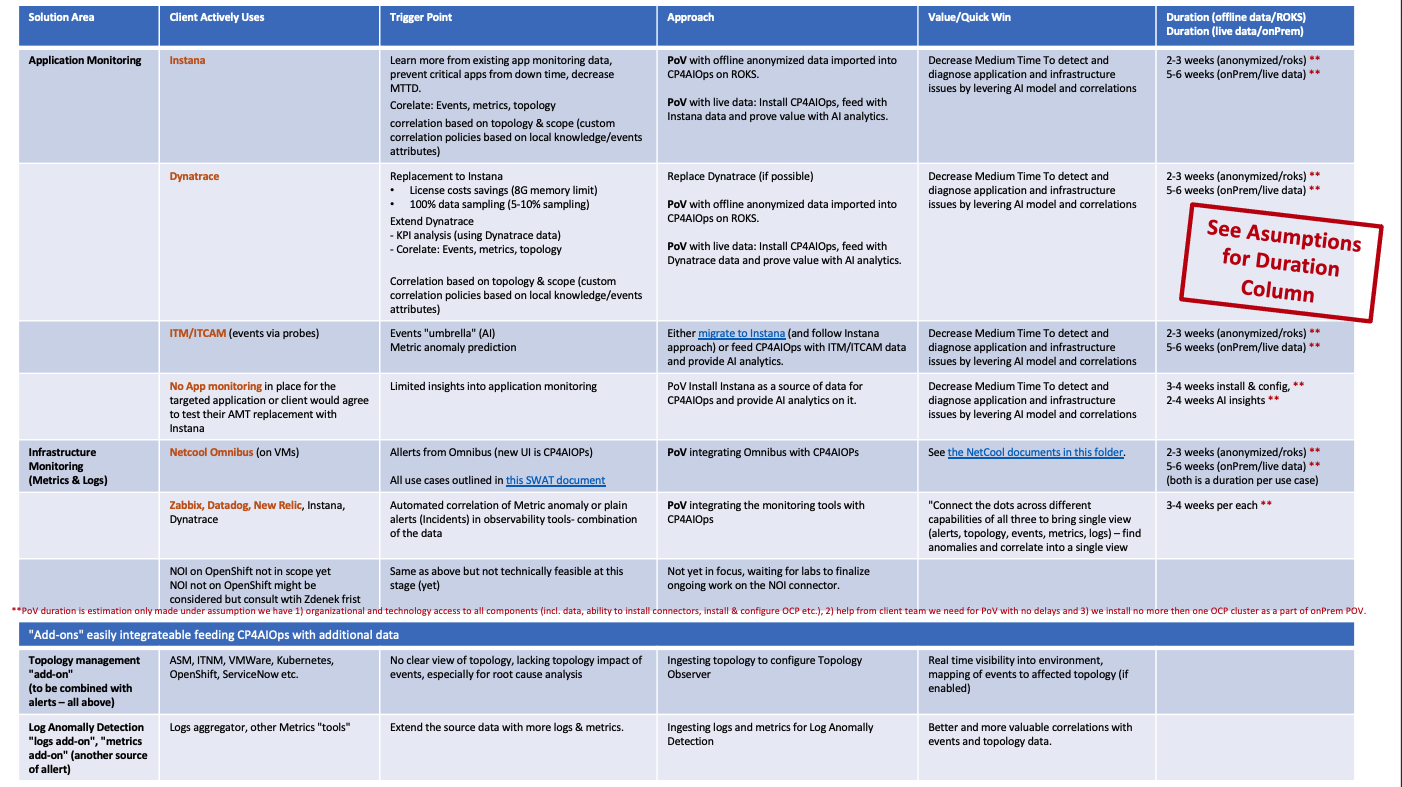 Solution Area
Client Actively Uses
Trigger Point
Approach
Value/Quick Win
Duration (offline data/ROKS)
Duration (live data/onPrem)
Application Monitoring
Instana
Learn more from existing app monitoring data,
prevent critical apps from down time, decrease
MTTD.
Corelate: Events, metrics, topology
correlation based on topology & scope (custom
correlation policies based on local knowledge/events
attributes)
PoV with offline anonymized data imported into
CP4AIOps on ROKS.
PoV with live data: Install CP4AIOps, feed with
Instana data and prove value with AI analytics.
Decrease Medium Time To detect and
diagnose application and infrastructure
issues by levering AI model and correlations
2-3 weeks (anonymized/roks) **
5-6 weeks (onPrem/live data) **
Dynatrace
Replacement to Instana
• License costs savings (8G memory limit)
• 100% data sampling (5-10% sampling)
Extend Dynatrace
- KPI analysis (using Dynatrace data)
- Corelate: Events, metrics, topology
Correlation based on topology & scope (custom
correlation policies based on local knowledge/events
attributes)
Replace Dynatrace (if possible)
PoV with offline anonymized data imported into
CP4AIOps on ROKS.
PoV with live data: Install CP4AIOps, feed with
Dynatrace data and prove value with AI analytics.
Decrease Medium Time To detect and
diagnose application and infrastructure
issues by levering AI model and correlations
2-3 weeks (anonymized/roks) **
5-6 weeks (onPrem/live data) **
See Asumptions
for Duration
Column
ITM/ITCAM (events via probes)
Events "umbrella" (AI)
Metric anomaly prediction
Either migrate to Instana (and follow Instana
approach) or feed CP4AIOps with ITM/ITCAM data
and provide AI analytics.
Decrease Medium Time To detect and
diagnose application and infrastructure
issues by levering AI model and correlations
2-3 weeks (anonymized/roks) **
5-6 weeks (onPrem/live data) **
No App monitoring in place for the
targeted application or client would agree
to test their AMT replacement with
Instana
Limited insights into application monitoring
PoV Install Instana as a source of data for
CP4AIOps and provide AI analytics on it.
Decrease Medium Time To detect and
diagnose application and infrastructure
issues by levering AI model and correlations
3-4 weeks install & config, **
2-4 weeks AI insights **
Infrastructure
Monitoring
(Metrics & Logs)
Netcool Omnibus (on VMs)
Allerts from Omnibus (new UI is CP4AIOPs)
All use cases outlined in this SWAT document
PoV integrating Omnibus with CP4AIOPs
See the NetCool documents in this folder.
2-3 weeks (anonymized/roks) **
5-6 weeks (onPrem/live data) **
(both is a duration per use case)
Zabbix, Datadog, New Relic, Instana,
Dynatrace
Automated correlation of Metric anomaly or plain
alerts (Incidents) in observability tools- combination
of the data
PoV integrating the monitoring tools with
CP4AIOPs
"Connect the dots across different
capabilities of all three to bring single view
(alerts, topology, events, metrics, logs) – find
anomalies and correlate into a single view
3-4 weeks per each **
NOI on OpenShift not in scope yet
NOI not on OpenShift might be
considered but consult wtih Zdenek frist
Same as above but not technically feasible at this
stage (yet)
Not yet in focus, waiting for labs to finalize
ongoing work on the NOI connector.
**PoV duration is estimation only made under assumption we have 1) organizational and technology access to all components (incl. data, ability to install connectors, install & configure OCP etc.), 2) help from client team we need for PoV with no delays and 3) we install no more then one OCP cluster as a part of onPrem POV.
"Add-ons" easily integrateable feeding CP4AIOps with additional data
Topology management
"add-on"
(to be combined with
alerts – all above)
ASM, ITNM, VMWare, Kubernetes,
OpenShift, ServiceNow etc.
No clear view of topology, lacking topology impact of
events, especially for root cause analysis
Ingesting topology to configure Topology
Observer
Real time visibility into environment,
mapping of events to affected topology (if
enabled)
Log Anomally Detection
"logs add-on", "metrics
add-on" (another source
of allert)
Logs aggregator, other Metrics "tools"
Extend the source data with more logs & metrics.
Ingesting logs and metrics for Log Anomally
Detection
Better and more valuable correlations with
events and topology data.